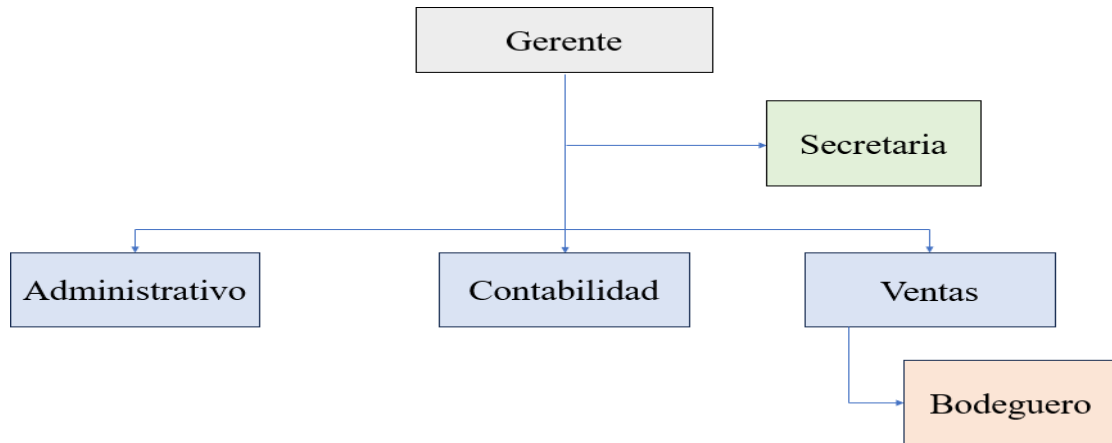 Gerente
Secretaria
Administrativo
Contabilidad
Ventas
Bodeguero